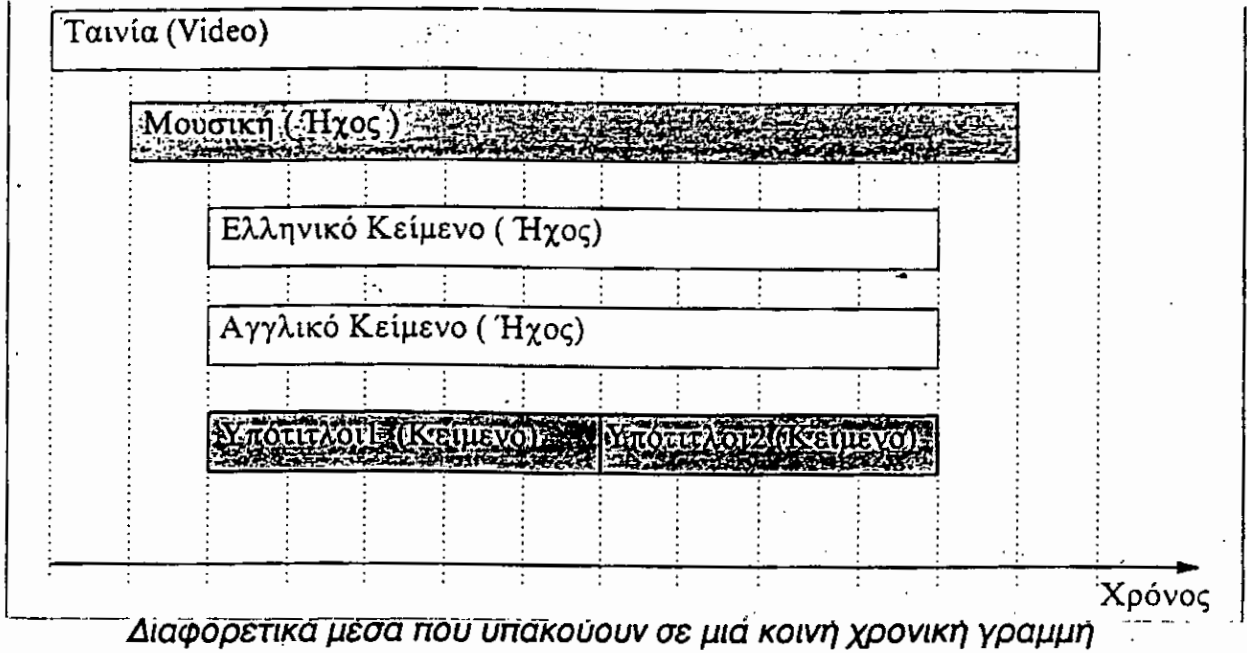 Ταινία (Video)
Μουσική ( Ήχος )
Ελληνικό Κείμενο ( Ήχος)
Αγγλικό Κείμενο ( Ήχος)
Υπότιτλοι1 (Κείμενο) Υπότιτλοι2 (Κείμενο)
Χρόνος
Διαφορετικά μέσα που υπακούουν σε μια κοινή χρονική γραμμή